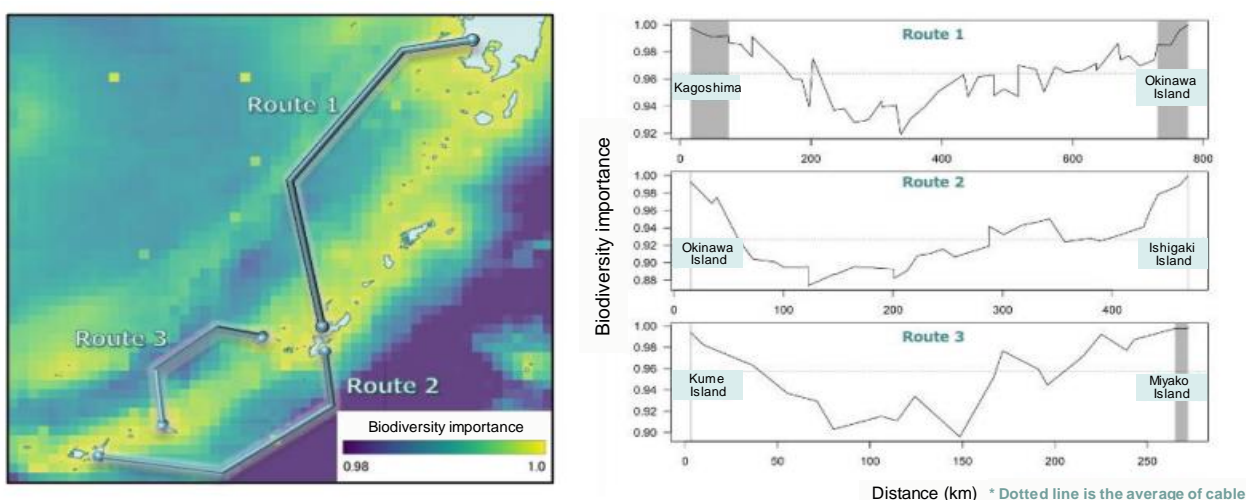 Route 1
Route 3
Route 2
Biodiversity importance
0.98 1.0
Biodiversity importance
Route 1
1.00
0.98
0.96
0.94
0.92
Kagoshima
Okinawa
Island
0 200 400 600 800
Route 2
1.00
0.98
0.96
0.94
0.92
0.90
0.88
Okinawa
Island
Ishigaki
Island
0 100 200 300 400
Route 3
1.00
0.98
0.96
0.94
0.92
0.90
Kume
Island
Miyako
Island
0 50 100 150 200 250
Distance (km) * Dotted line is the average of cable